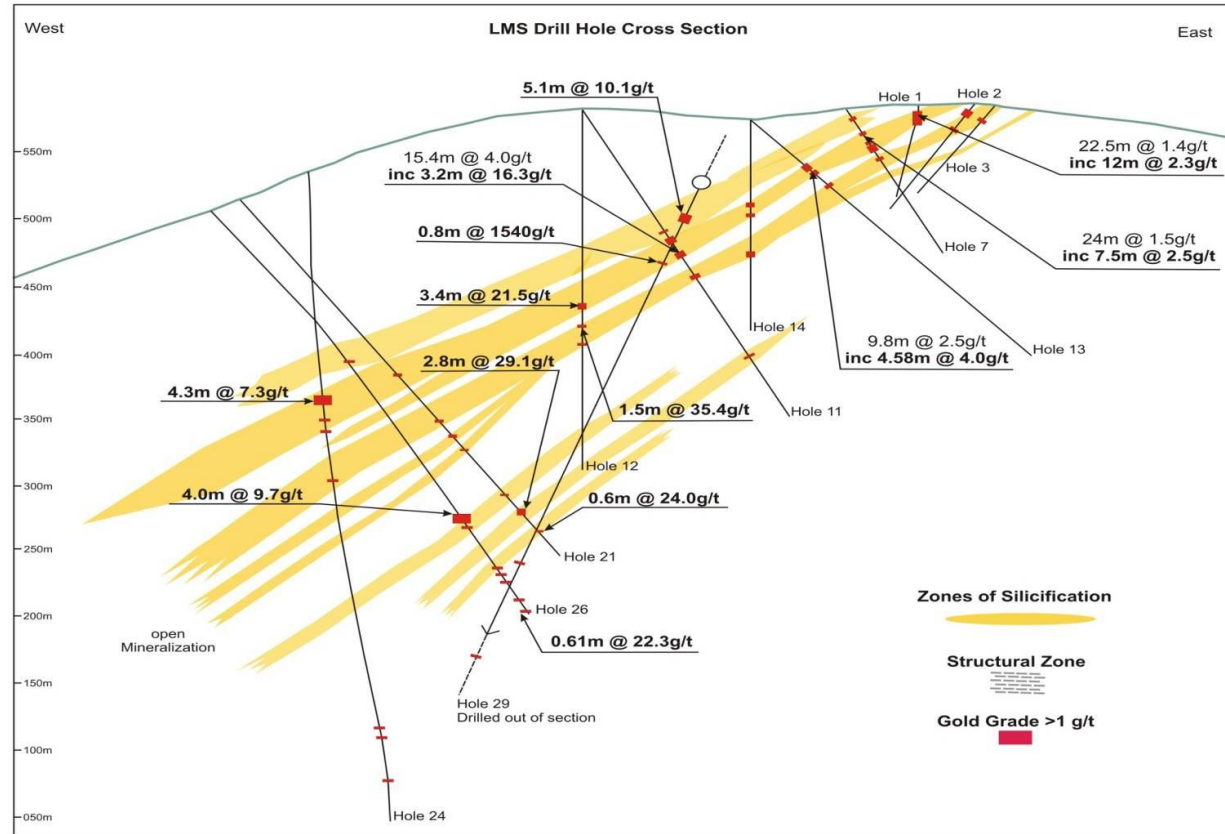 West
LMS Drill Hole Cross Section
East
5.1m @ 10.1g/t
Hole 1
Hole 2
15.4m @ 4.0g/t
inc 3.2m @ 16.3g/t
22.5m @ 1.4g/t
inc 12m @ 2.3g/t
550m
Hole 3
500m
0.8m @ 1540g/t
Hole 7
24m @ 1.5g/t
inc 7.5m @ 2.5g/t
450m
3.4m @ 21.5g/t
Hole 14
9.8m @ 2.5g/t
inc 4.58m @ 4.0g/t
Hole 13
400m
2.8m @ 29.1g/t
4.3m @ 7.3g/t
1.5m @ 35.4g/t
Hole 11
350m
Hole 12
300m
4.0m @ 9.7g/t
0.6m @ 24.0g/t
250m
Hole 21
200m
Hole 26
open
Mineralization
0.61m @ 22.3g/t
150m
Hole 29
Drilled out of section
100m
050m
Hole 24
Zones of Silicification
Structural Zone
Gold Grade >1 g/t